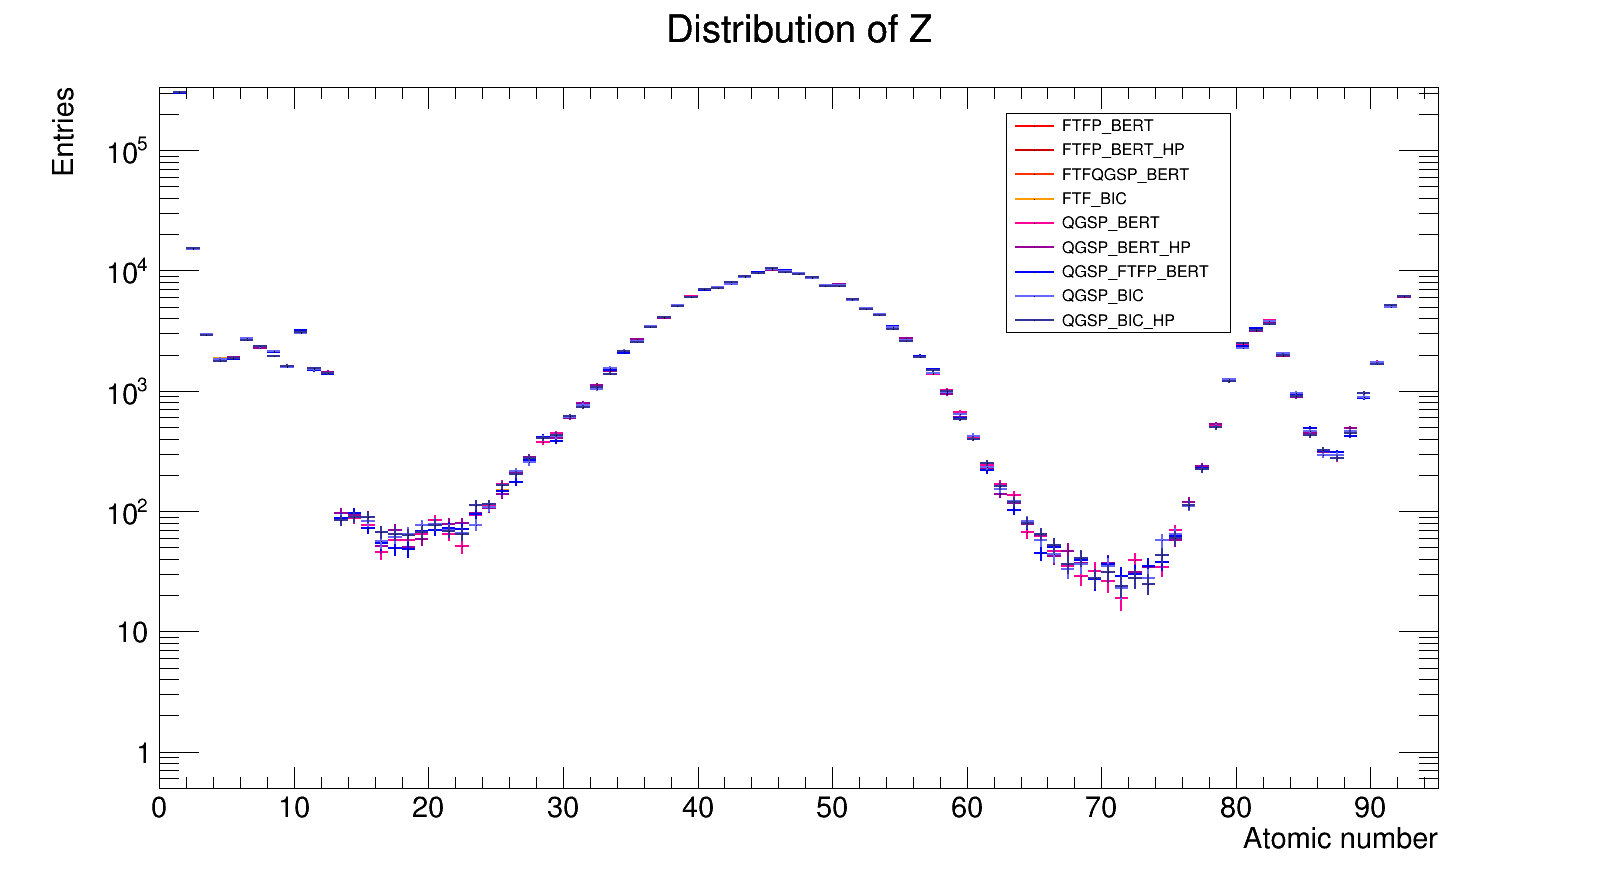 Distribution of Z
Entries
10^5
10^4
10^3
10^2
10
1
FTFP_BERT
FTFP_BERT_HP
FTFQGSP_BERT
FTF_BIC
QGSP_BERT
QGSP_BERT_HP
QGSP_FTFP_BERT
QGSP_BIC
QGSP_BIC_HP
0 10 20 30 40 50 60 70 80 90
Atomic number